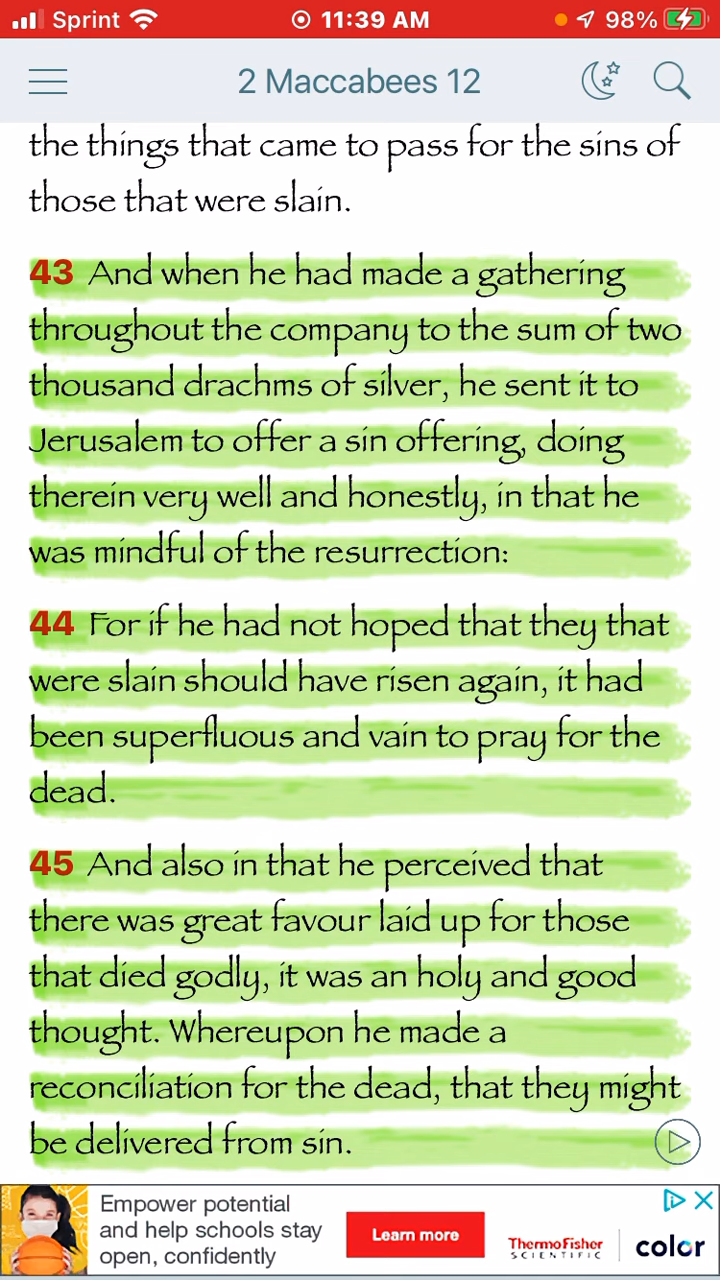 Sprint 11:39 AM 98%
2 Maccabees 12
the things that came to pass for the sins of
those that were slain.
43 And when he had made a gathering
throughout the company to the sum of two
thousand drachms of silver, he sent it to
Jerusalem to offer a sin offering, doing
therein very well and honestly, in that he
was mindful of the resurrection:
44 For if he had not hoped that they that
were slain should have risen again, it had
been superfluous and vain to pray for the
dead.
45 And also in that he perceived that
there was great favour laid up for those
that died godly, it was an holy and good
thought. Whereupon he made a
reconciliation for the dead, that they might
be delivered from sin.
Empower potential
and help schools stay
open, confidently
Learn more
ThermoFisher
SCIENTIFIC
color